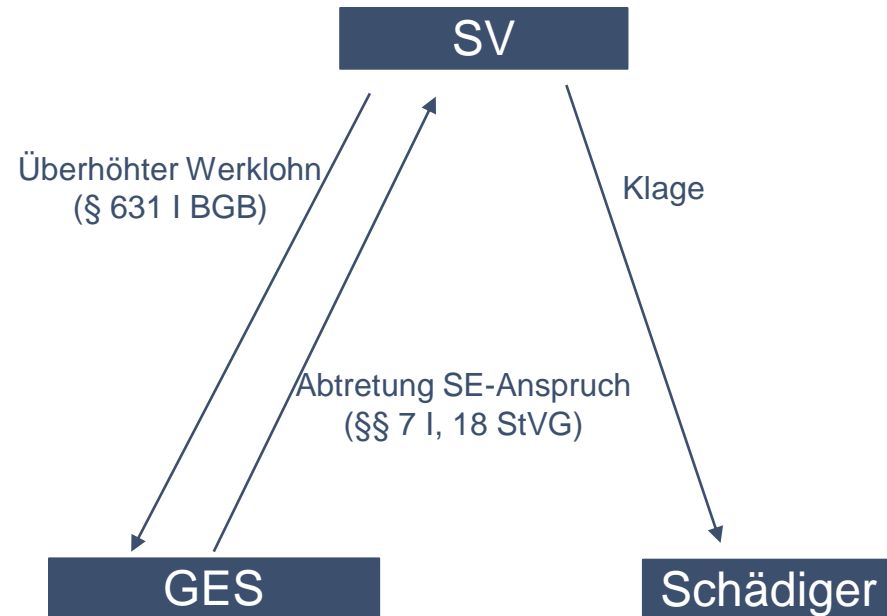 SV
Überhöhter Werklohn
(§ 631 I BGB)
Klage
Abtretung SE-Anspruch
(§§ 7 I, 18 StVG)
GES
Schädiger